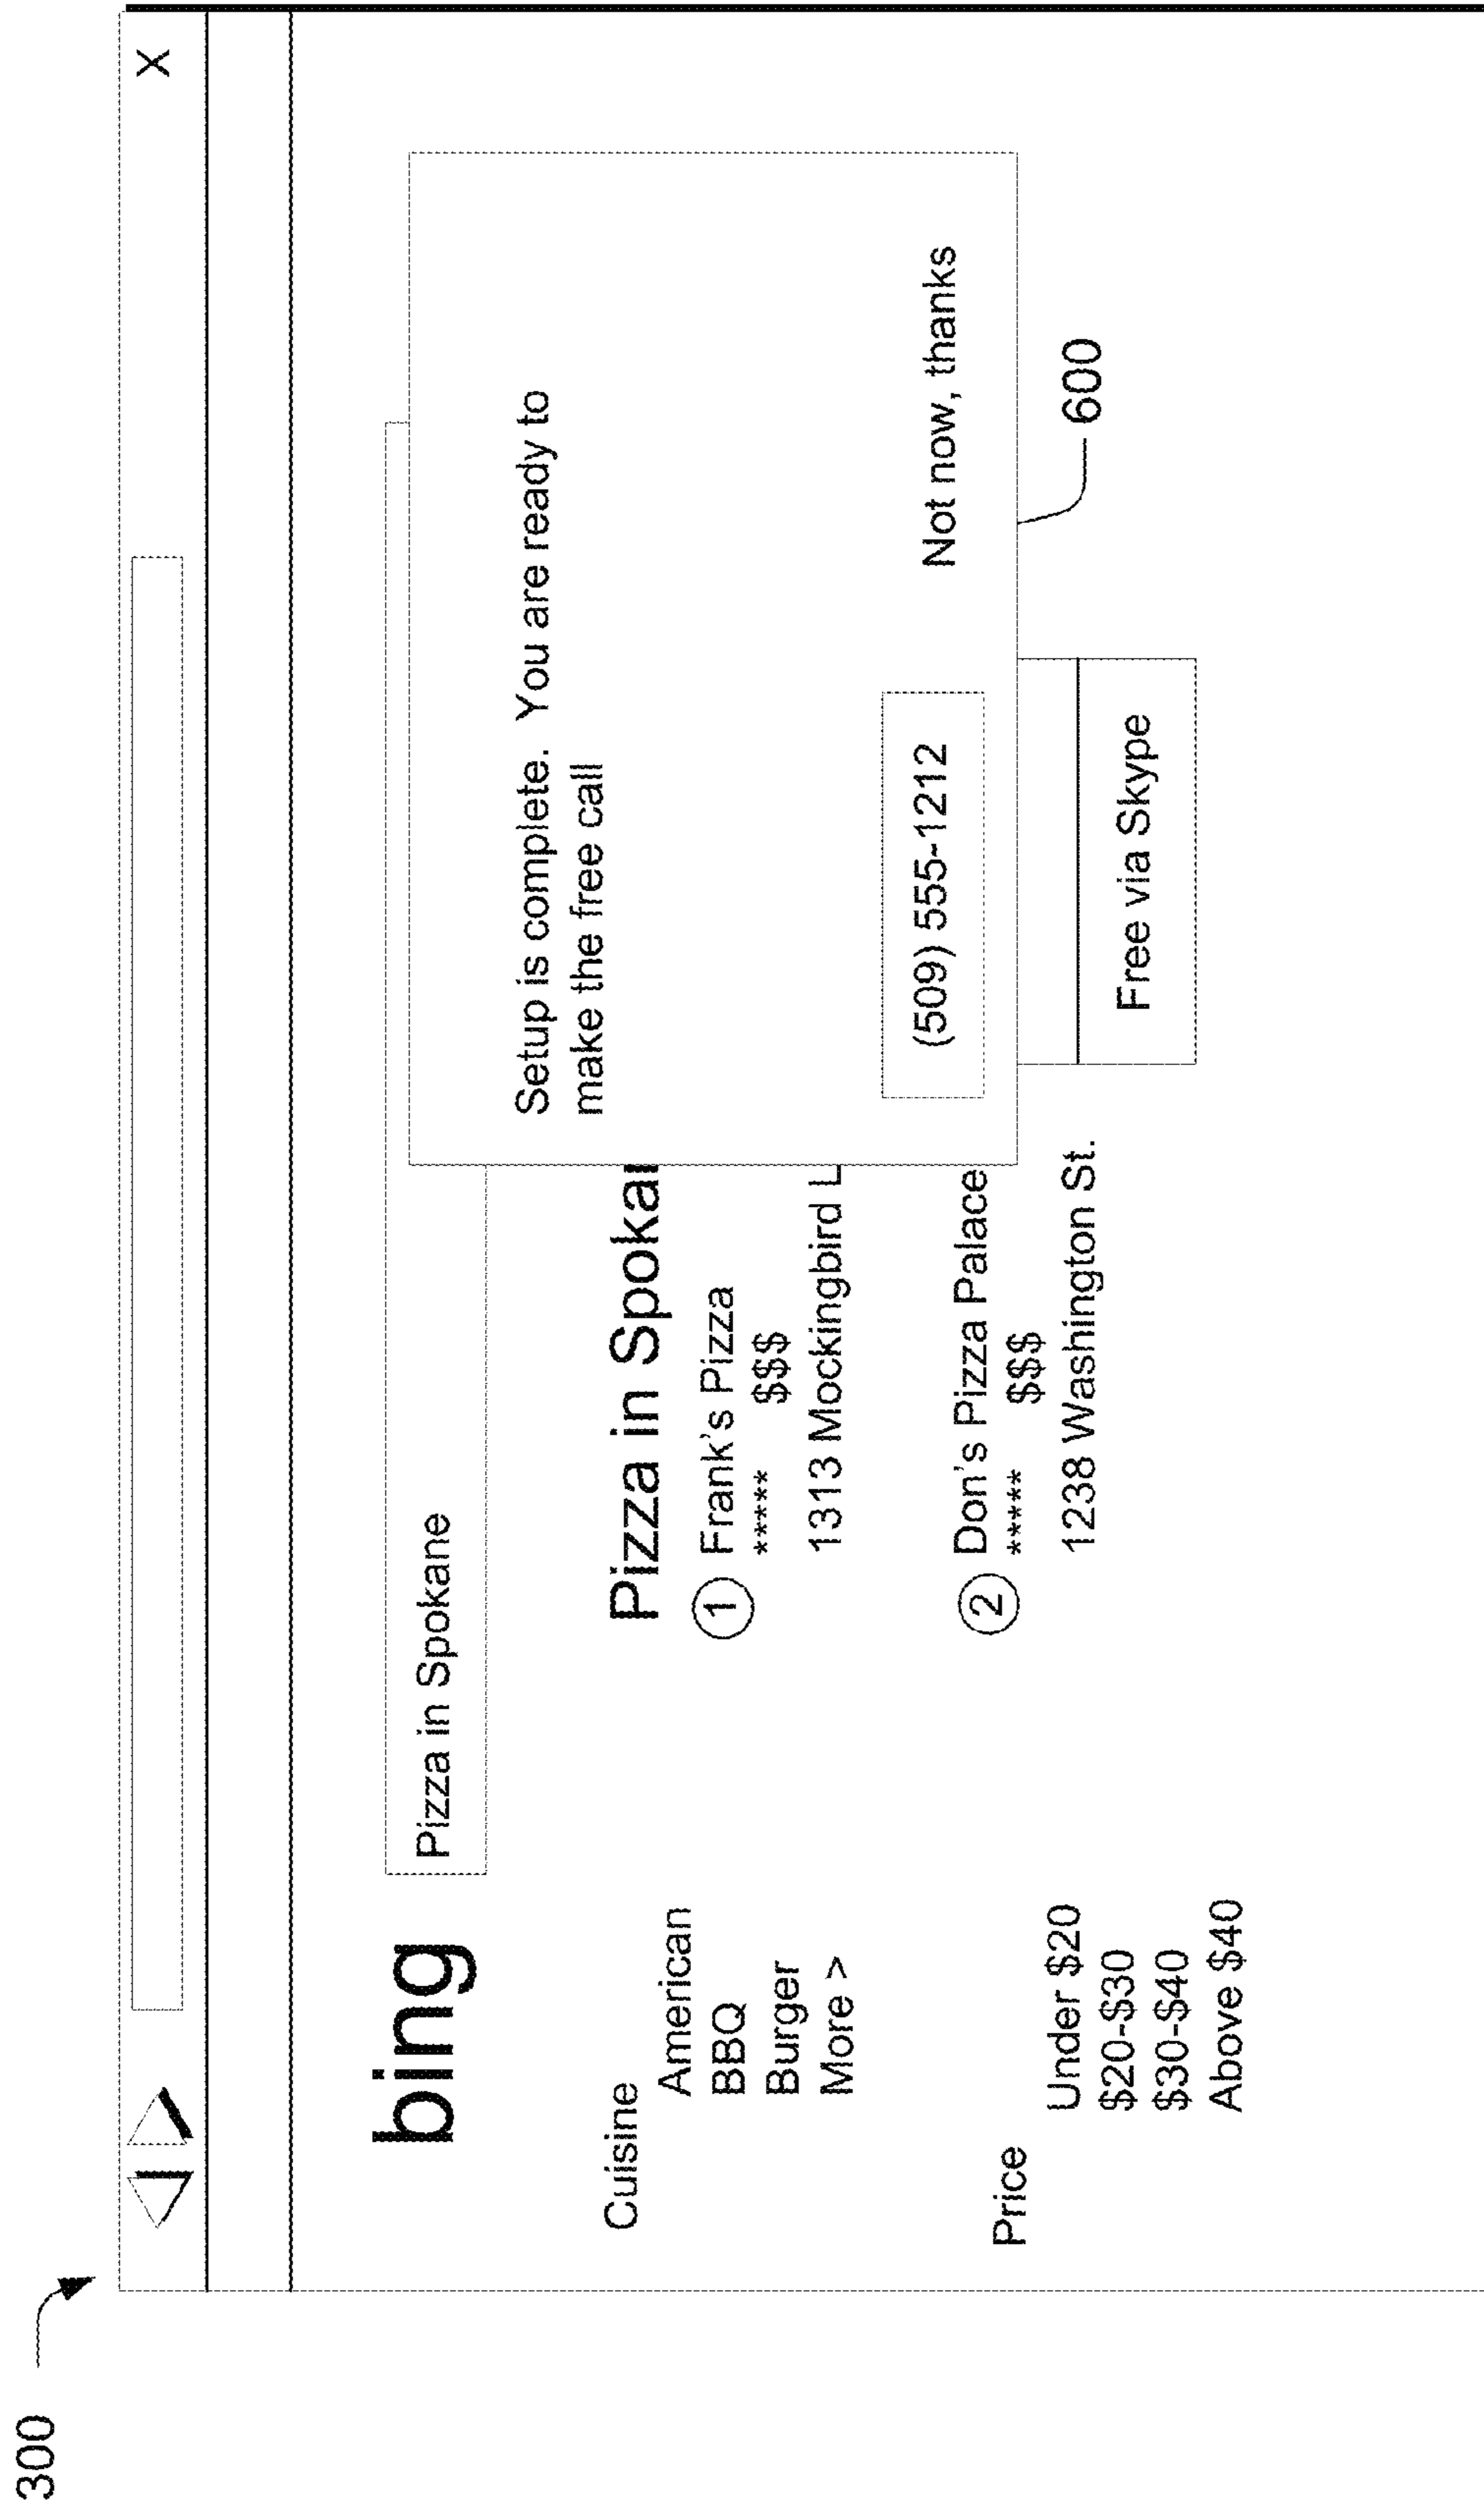 300
X
bing
Pizza in Spokane
Setup is complete.  You are ready to
make the free call
(509) 555-1212
Not now, thanks
600
Free via Skype
Cuisine
American
BBQ
Burger
More >
Price
Under $20
$20-$30
$30-$40
Above $40
Pizza in Spokan
1 Frank's Pizza
***** $$$
1313 Mockingbird L
2 Don's Pizza Palace
***** $$$
1238 Washington St.